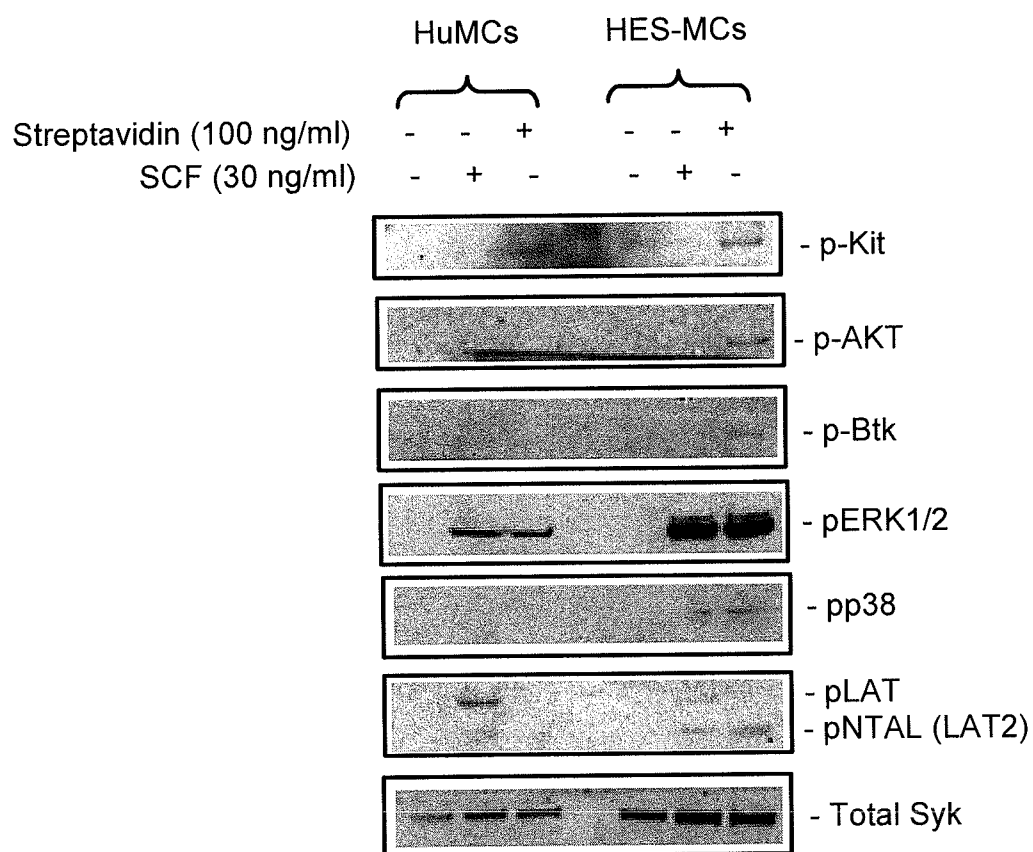 HuMCs HES-MCs
Streptavidin (100 ng/ml) - - + - - +
SCF (30 ng/ml) - + - - + -
- p-Kit
- p-AKT
- p-Btk
- pERK1/2
- pp38
- pLAT
- pNTAL (LAT2)
- Total Syk